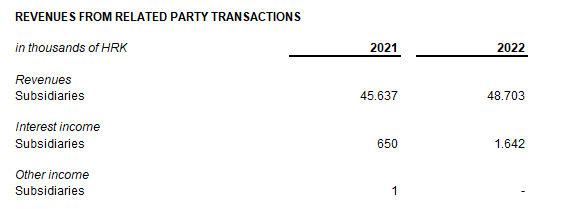 REVENUES FROM RELATED PARTY TRANSACTIONS
in thousands of HRK 2021 2022
Revenues
Subsidiaries 45.637 48.703
Interest income
Subsidiaries 650 1.642
Other income
Subsidiaries 1 -